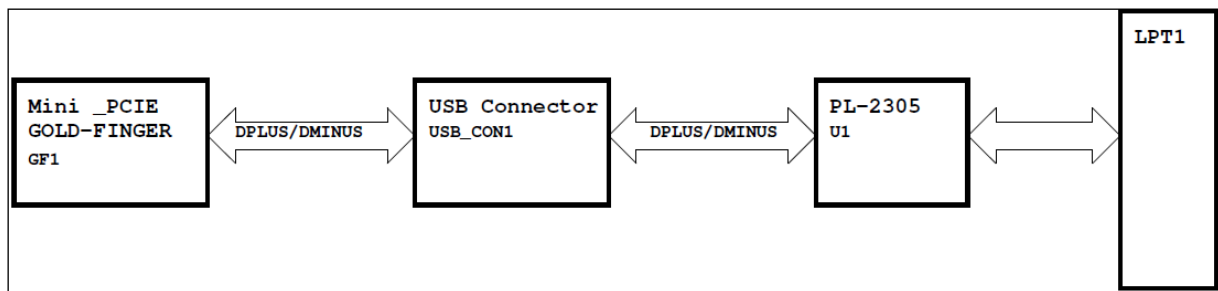 Mini _PCIE
GOLD-FINGER
GF1
DPLUS/DMINUS
USB Connector
USB_CON1
DPLUS/DMINUS
PL-2305
U1
LPT1